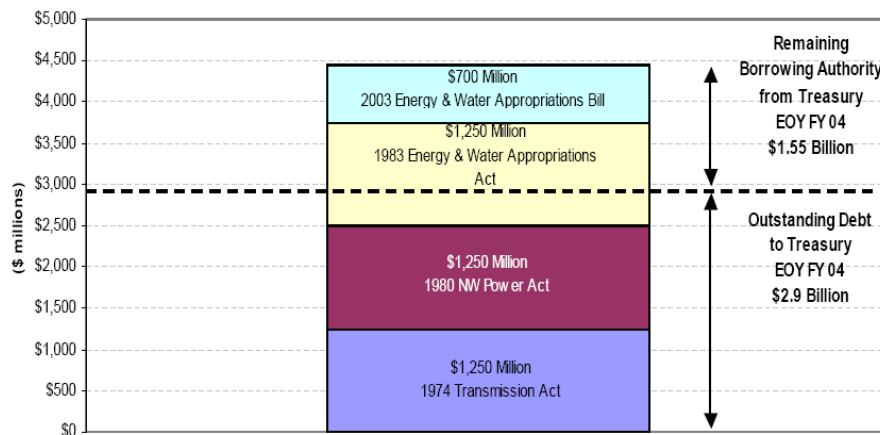 $5,000
$4,500
$4,000
$3,500
$3,000
$2,500
$2,000
$1,500
$1,000
$500
$0
($ millions)
$700 Million
2003 Energy & Water Appropriations Bill
$1,250 Million
1983 Energy & Water Appropriations
Act
$1,250 Million
1980 NW Power Act
$1,250 Million
1974 Transmission Act
Remaining
Borrowing Authority
from Treasury
EOY FY 04
$1.55 Billion
Outstanding Debt
to Treasury
EOY FY 04
$2.9 Billion